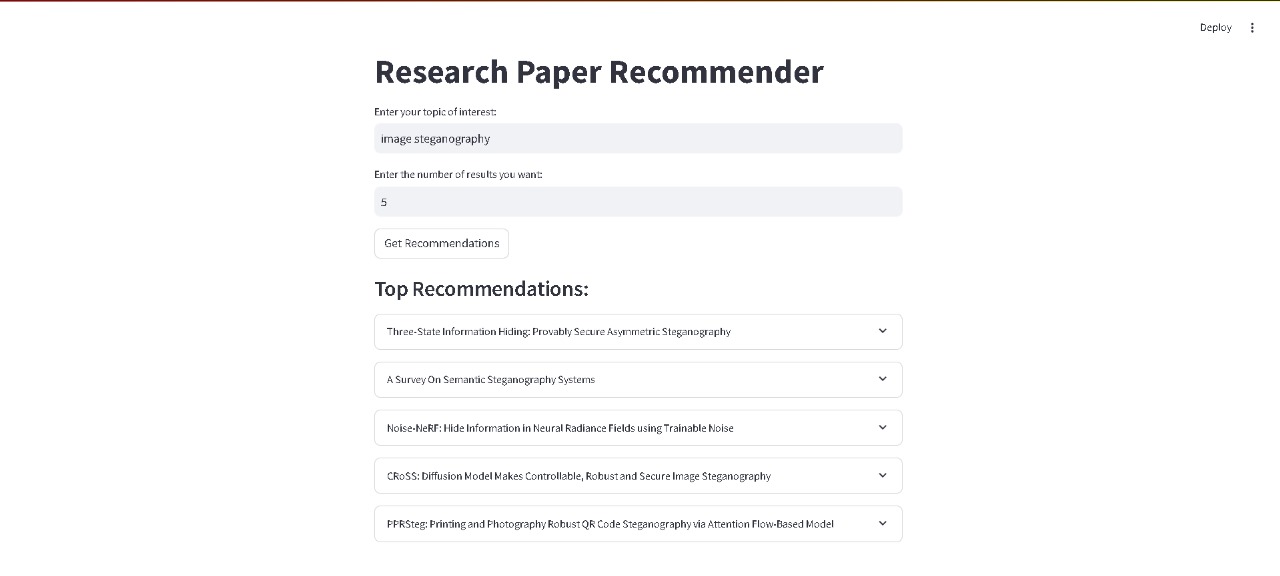 Deploy
Research Paper Recommender
Enter your topic of interest:
image steganography
Enter the number of results you want:
5
Get Recommendations
Top Recommendations:
Three-State Information Hiding: Provably Secure Asymmetric Steganography
A Survey On Semantic Steganography Systems
Noise-NeRF: Hide Information in Neural Radiance Fields using Trainable Noise
CRoSS: Diffusion Model Makes Controllable, Robust and Secure Image Steganography
PPRSteg: Printing and Photography Robust QR Code Steganography via Attention Flow-Based Model